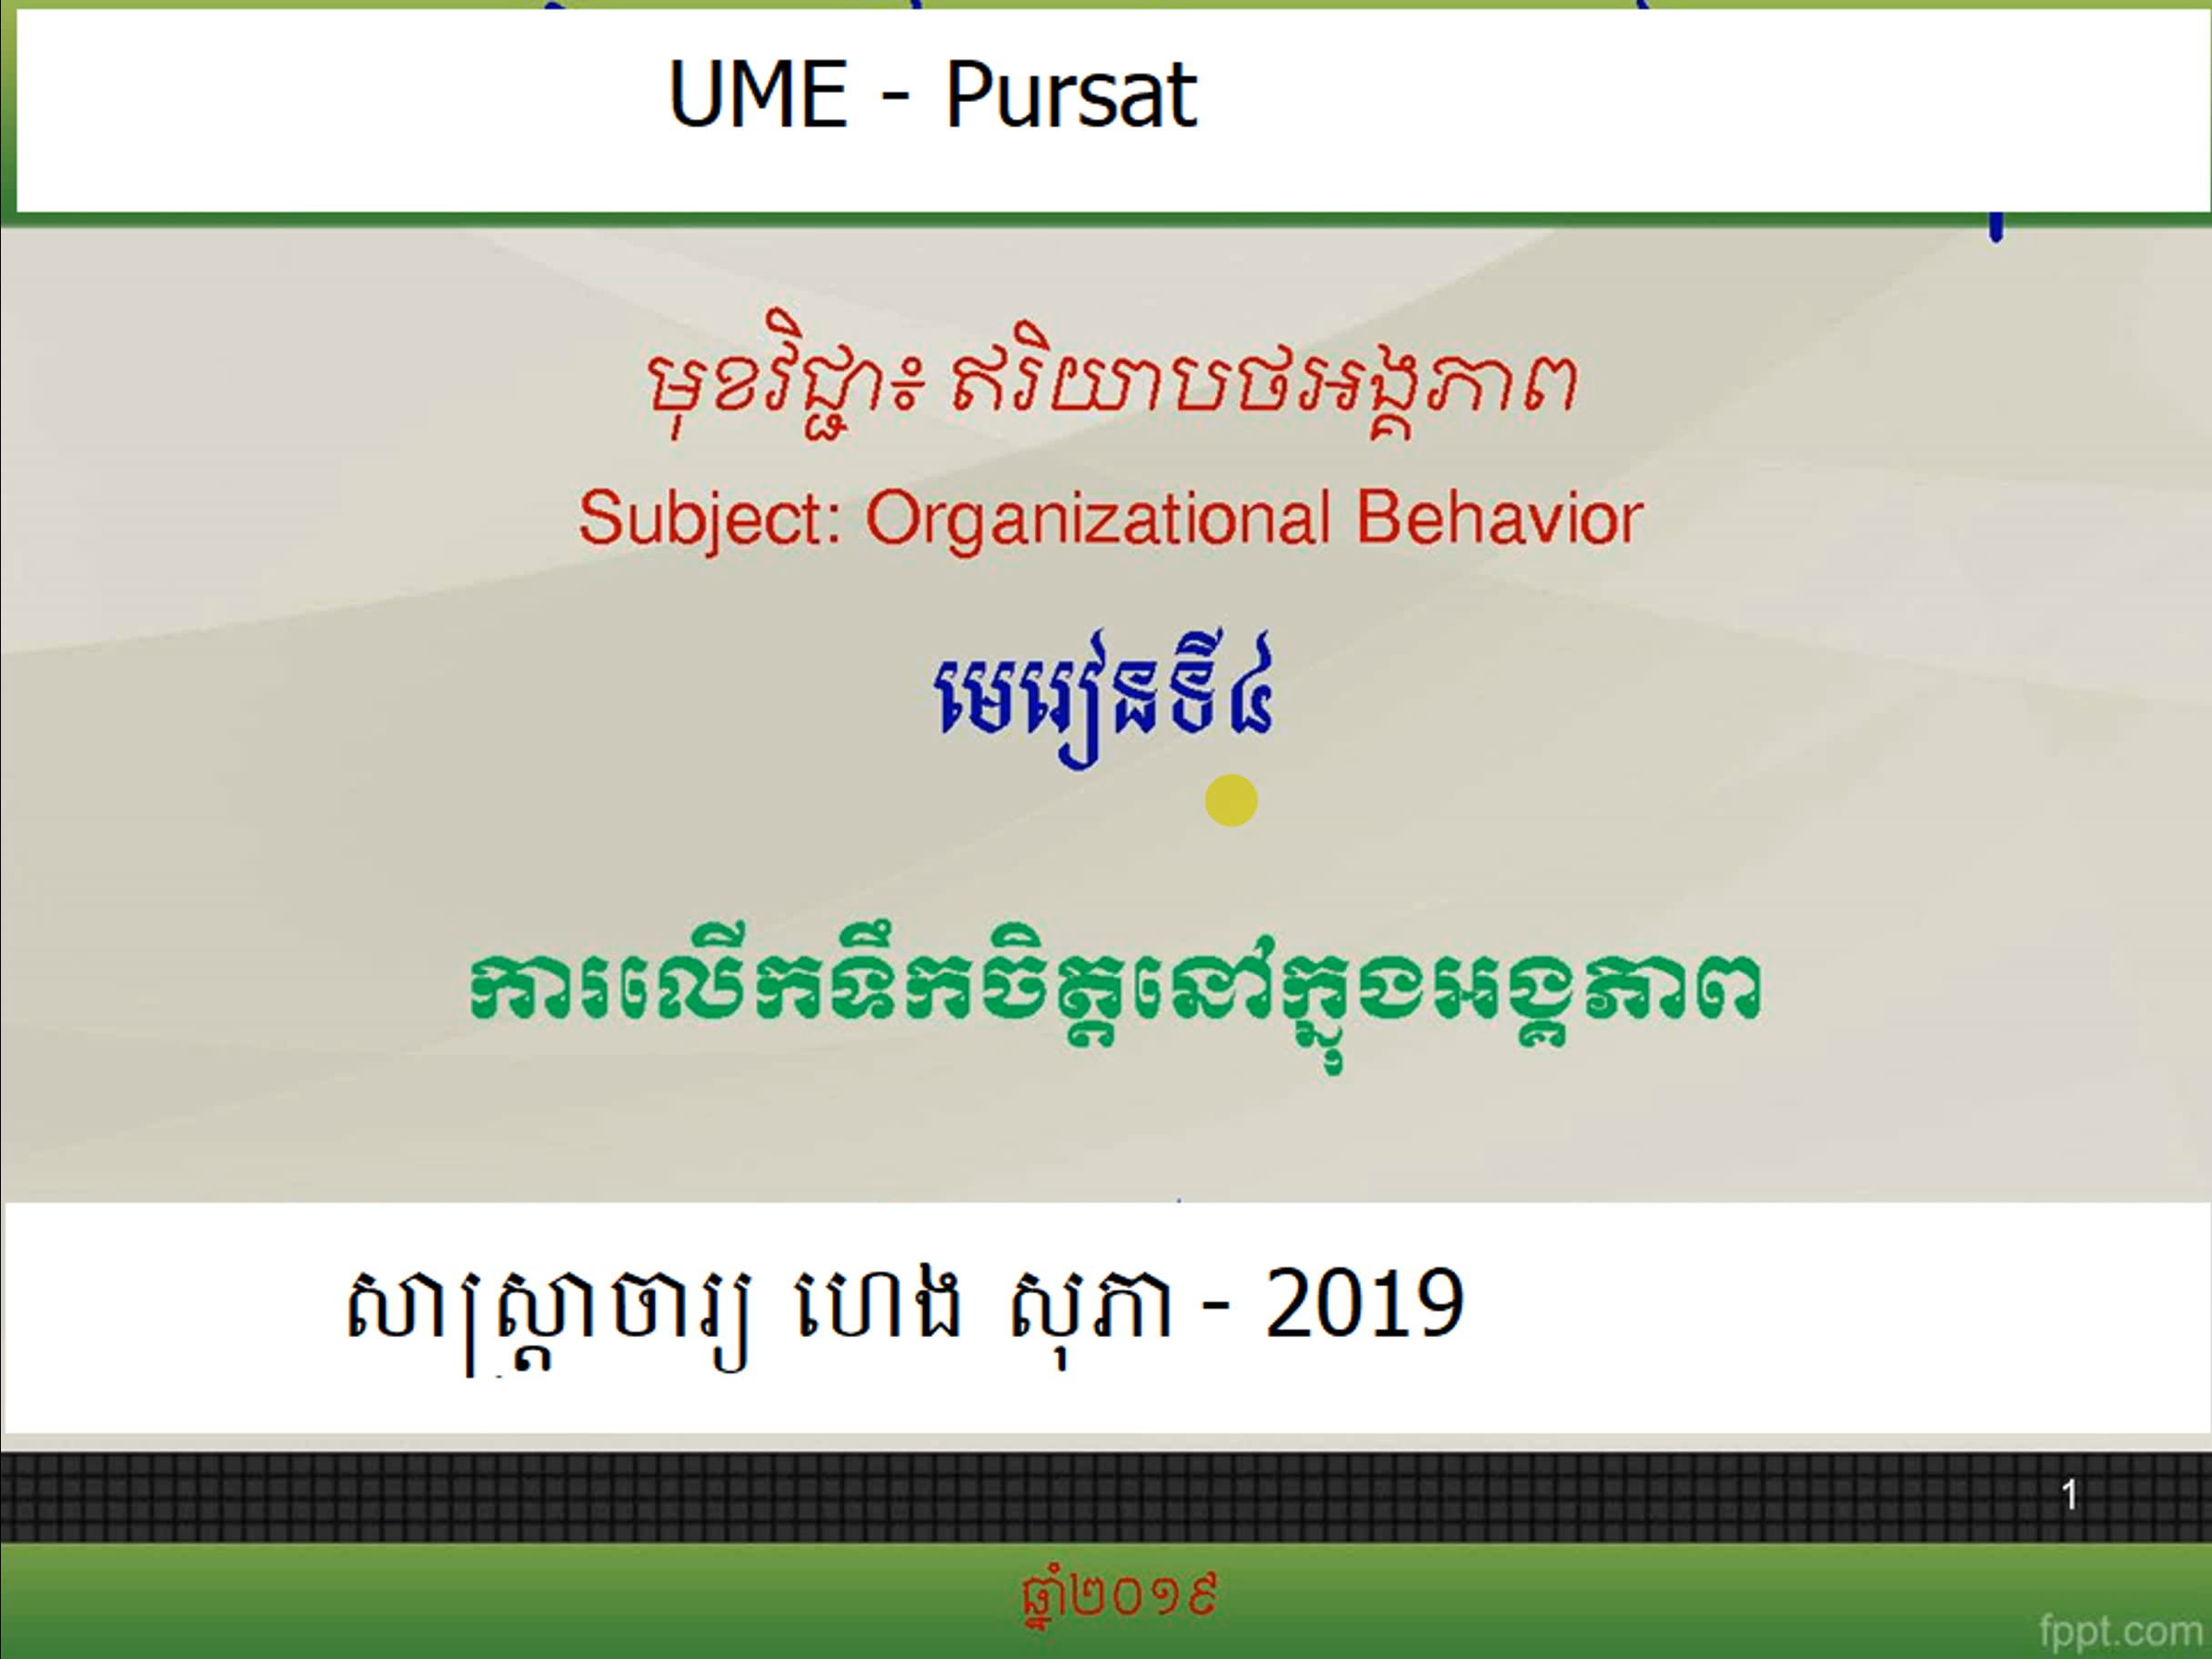 UME - Pursat
មុខវិជ្ជា៖ ឥរិយាបថអង្គភាព
Subject: Organizational Behavior
មេរៀនទី៤
ការលើកទឹកចិត្តនៅក្នុងអង្គភាព
សាស្ត្រាចារ្យ ហេង សុភា - 2019
1
ឆ្នាំ២០១៩
fppt.com